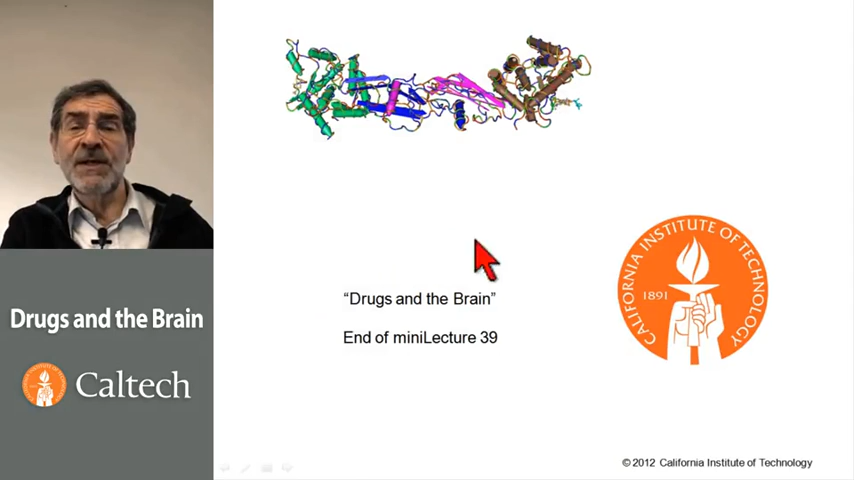 “Drugs and the Brain”
End of miniLecture 39
CALIFORNIA INSTITUTE OF TECHNOLOGY
1891
Drugs and the Brain
Caltech
© 2012 California Institute of Technology